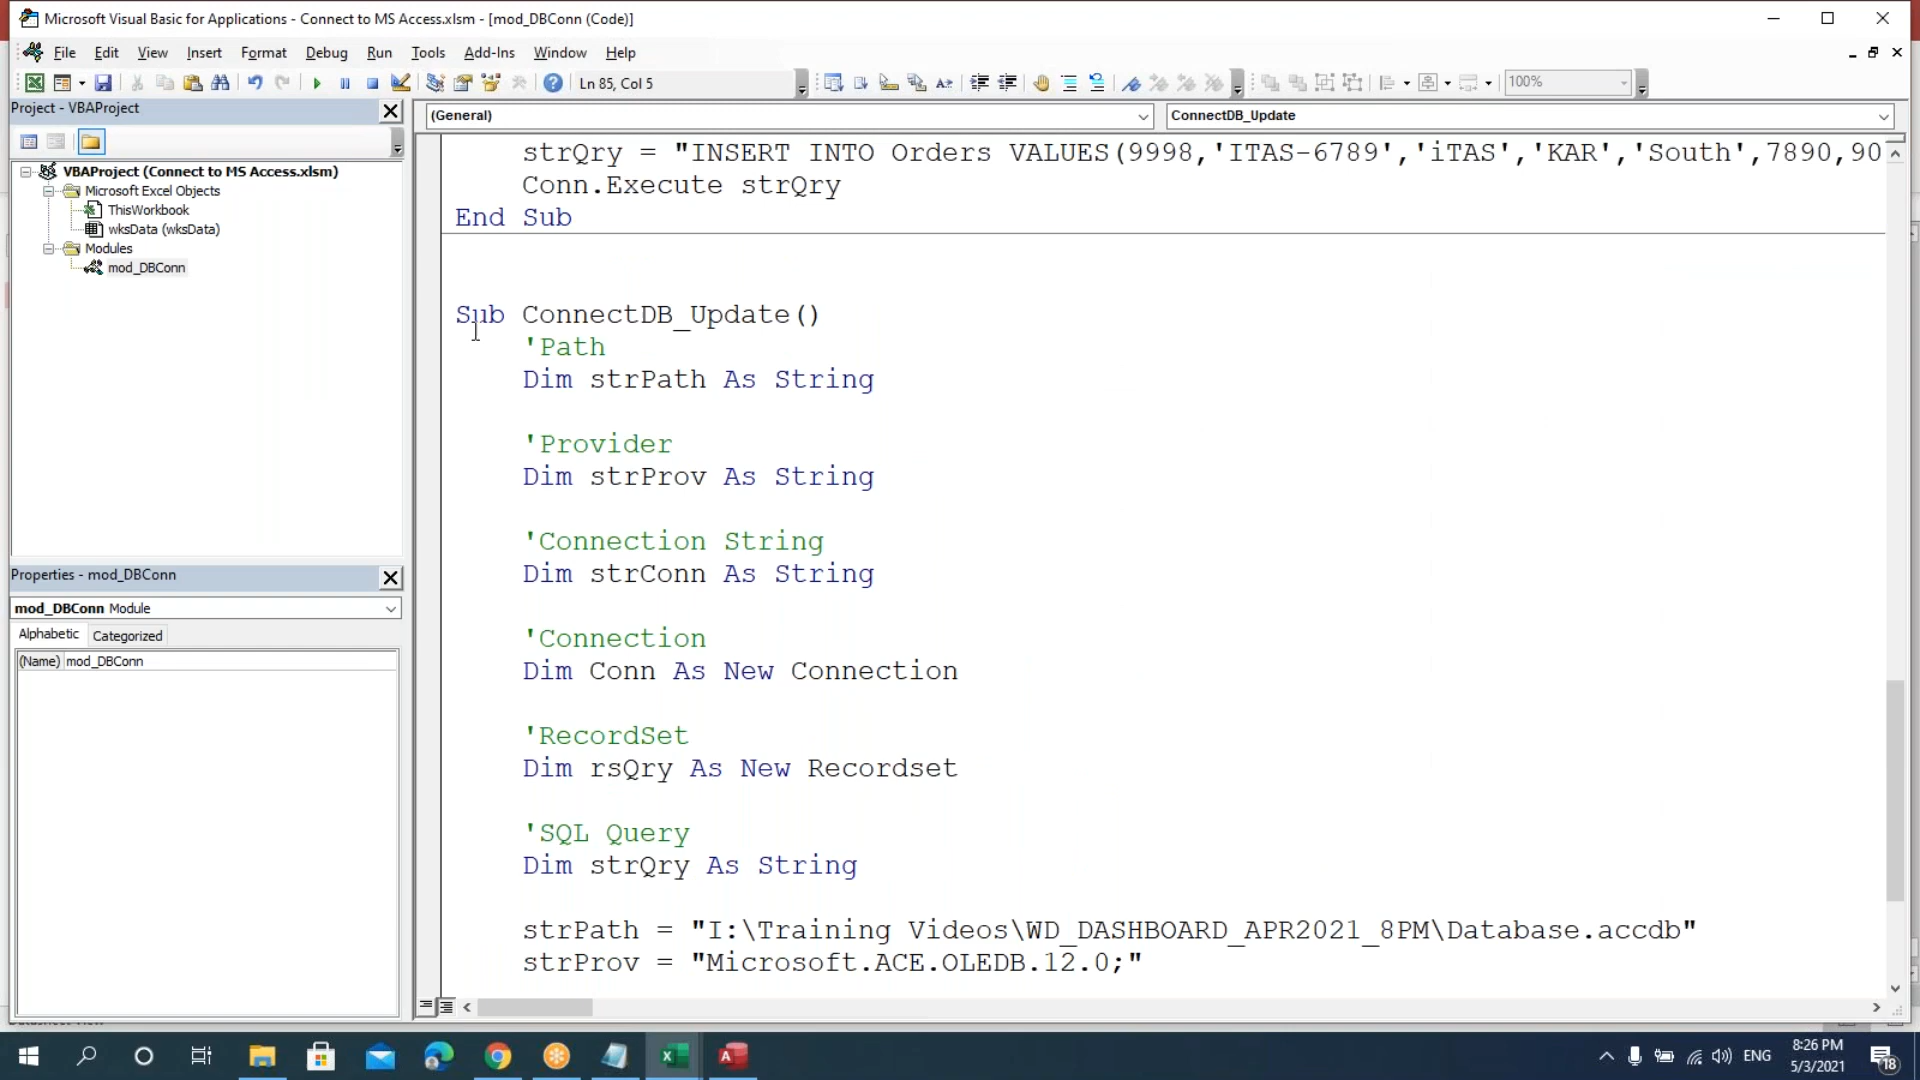 Microsoft Visual Basic for Applications - Connect to MS Access.xlsm - [mod_DBConn (Code)]
File Edit View Insert Format Debug Run Tools Add-Ins Window Help
Ln 85, Col 5
100%
Project - VBAProject
VBAProject (Connect to MS Access.xlsm)
Microsoft Excel Objects
ThisWorkbook
wksData (wksData)
Modules
mod_DBConn
Properties - mod_DBConn
mod_DBConn Module
Alphabetic Categorized
(Name) mod_DBConn
(General) ConnectDB_Update
strQry = "INSERT INTO Orders VALUES(9998,'ITAS-6789','iTAS','KAR','South',7890,90
Conn.Execute strQry
End Sub
Sub ConnectDB_Update()
'Path
Dim strPath As String
'Provider
Dim strProv As String
'Connection String
Dim strConn As String
'Connection
Dim Conn As New Connection
'RecordSet
Dim rsQry As New Recordset
'SQL Query
Dim strQry As String
strPath = "I:\Training Videos\WD_DASHBOARD_APR2021_8PM\Database.accdb"
strProv = "Microsoft.ACE.OLEDB.12.0;"
ENG
8:26 PM
5/3/2021
18